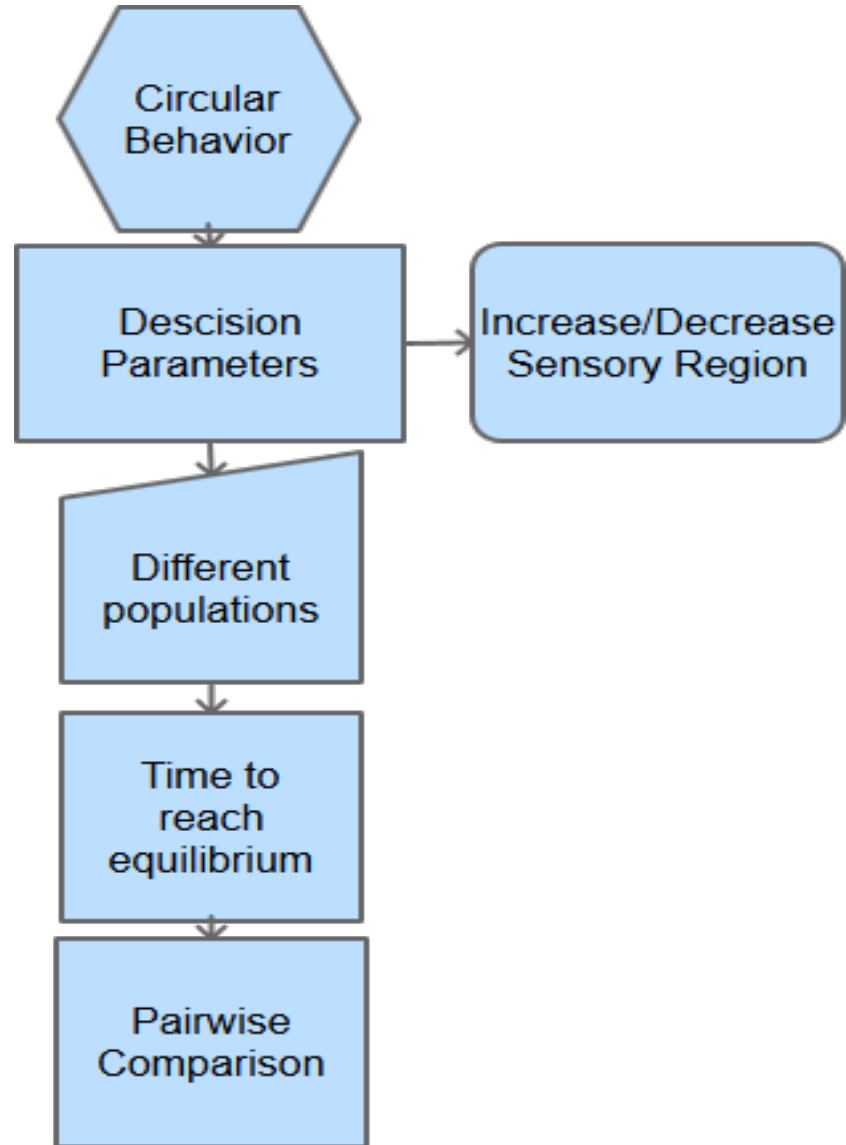 Circular
Behavior
Descision
Parameters
Increase/Decrease
Sensory Region
Different
populations
Time to
reach
equilibrium
Pairwise
Comparison